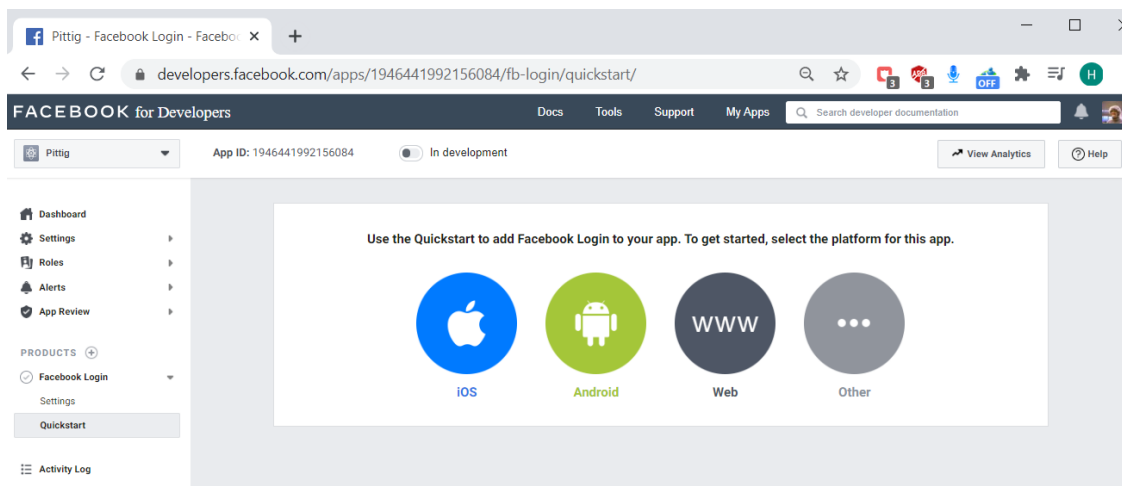 Pittig - Facebook Login - Faceboo
developers.facebook.com/apps/1946441992156084/fb-login/quickstart/
3
3
OFF
H
FACEBOOK for Developers
Docs
Tools
Support
My Apps
Search developer documentation
Pittig
App ID: 1946441992156084
In development
View Analytics
Help
Dashboard
Settings
Roles
Alerts
App Review
PRODUCTS
Facebook Login
Settings
Quickstart
Activity Log
Use the Quickstart to add Facebook Login to your app. To get started, select the platform for this app.
www
iOS
Android
Web
Other